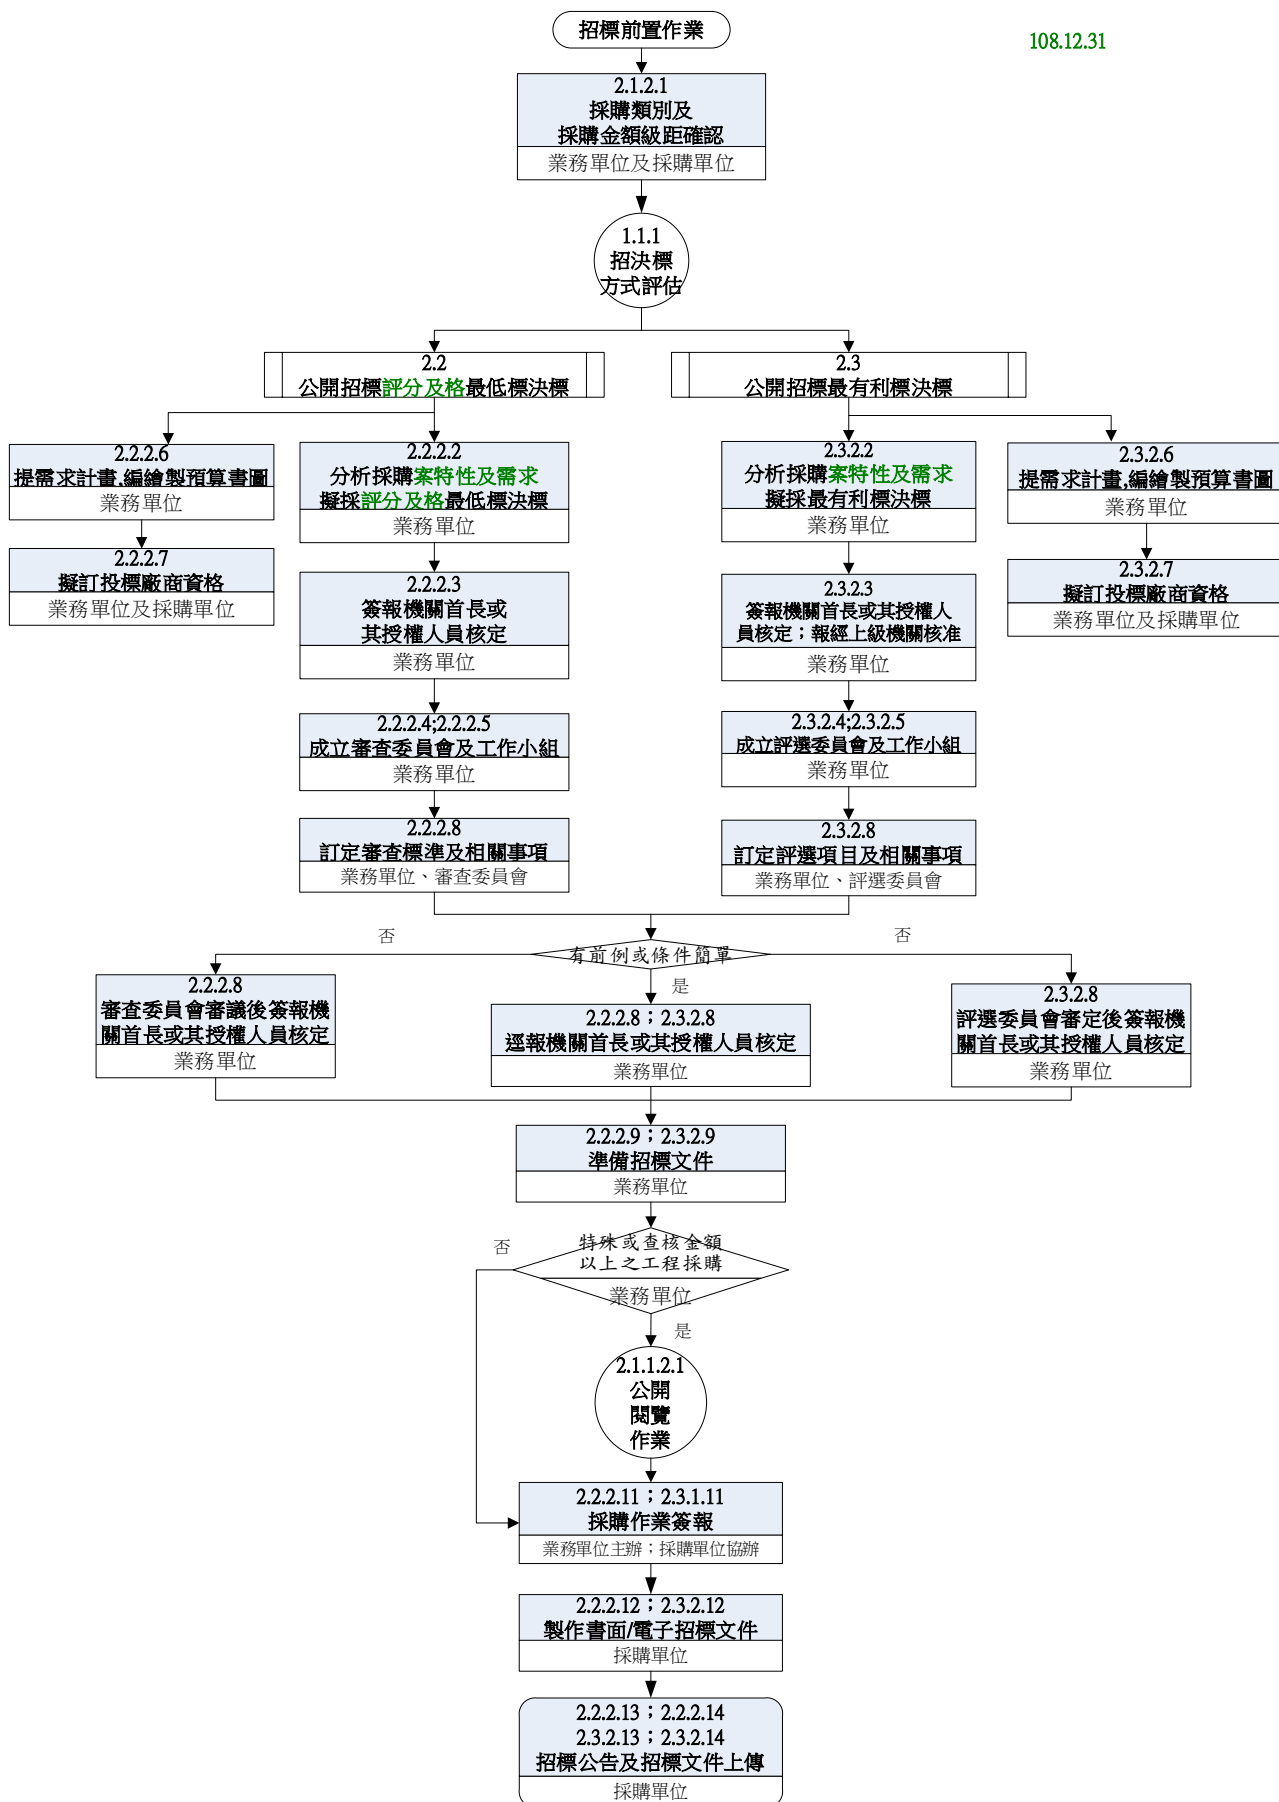 招標前置作業
108.12.31
2.1.2.1
採購類別及
採購金額級距確認
業務單位及採購單位
1.1.1
招決標
方式評估
2.2
公開招標評分及格最低標決標
2.3
公開招標最有利標決標
2.2.2.6
提需求計畫,編繪製預算書圖
業務單位
2.2.2.7
擬訂投標廠商資格
業務單位及採購單位
2.2.2.2
分析採購案特性及需求
擬採評分及格最低標決標
業務單位
2.2.2.3
簽報機關首長或
其授權人員核定
業務單位
2.2.2.4;2.2.2.5
成立審查委員會及工作小組
業務單位
2.2.2.8
訂定審查標準及相關事項
業務單位、審查委員會
2.3.2.2
分析採購案特性及需求
擬採最有利標決標
業務單位
2.3.2.3
簽報機關首長或其授權人
員核定；報經上級機關核准
業務單位
2.3.2.4;2.3.2.5
成立評選委員會及工作小組
業務單位
2.3.2.8
訂定評選項目及相關事項
業務單位、評選委員會
2.3.2.6
提需求計畫,編繪製預算書圖
業務單位
2.3.2.7
擬訂投標廠商資格
業務單位及採購單位
有前例或條件簡單
否
否
是
2.2.2.8
審查委員會審議後簽報機
關首長或其授權人員核定
業務單位
2.2.2.8；2.3.2.8
逕報機關首長或其授權人員核定
業務單位
2.3.2.8
評選委員會審定後簽報機
關首長或其授權人員核定
業務單位
2.2.2.9；2.3.2.9
準備招標文件
業務單位
否
特殊或查核金額
以上之工程採購
業務單位
是
2.1.1.2.1
公開
閱覽
作業
2.2.2.11；2.3.1.11
採購作業簽報
業務單位主辦；採購單位協辦
2.2.2.12；2.3.2.12
製作書面/電子招標文件
採購單位
2.2.2.13；2.2.2.14
2.3.2.13；2.3.2.14
招標公告及招標文件上傳
採購單位